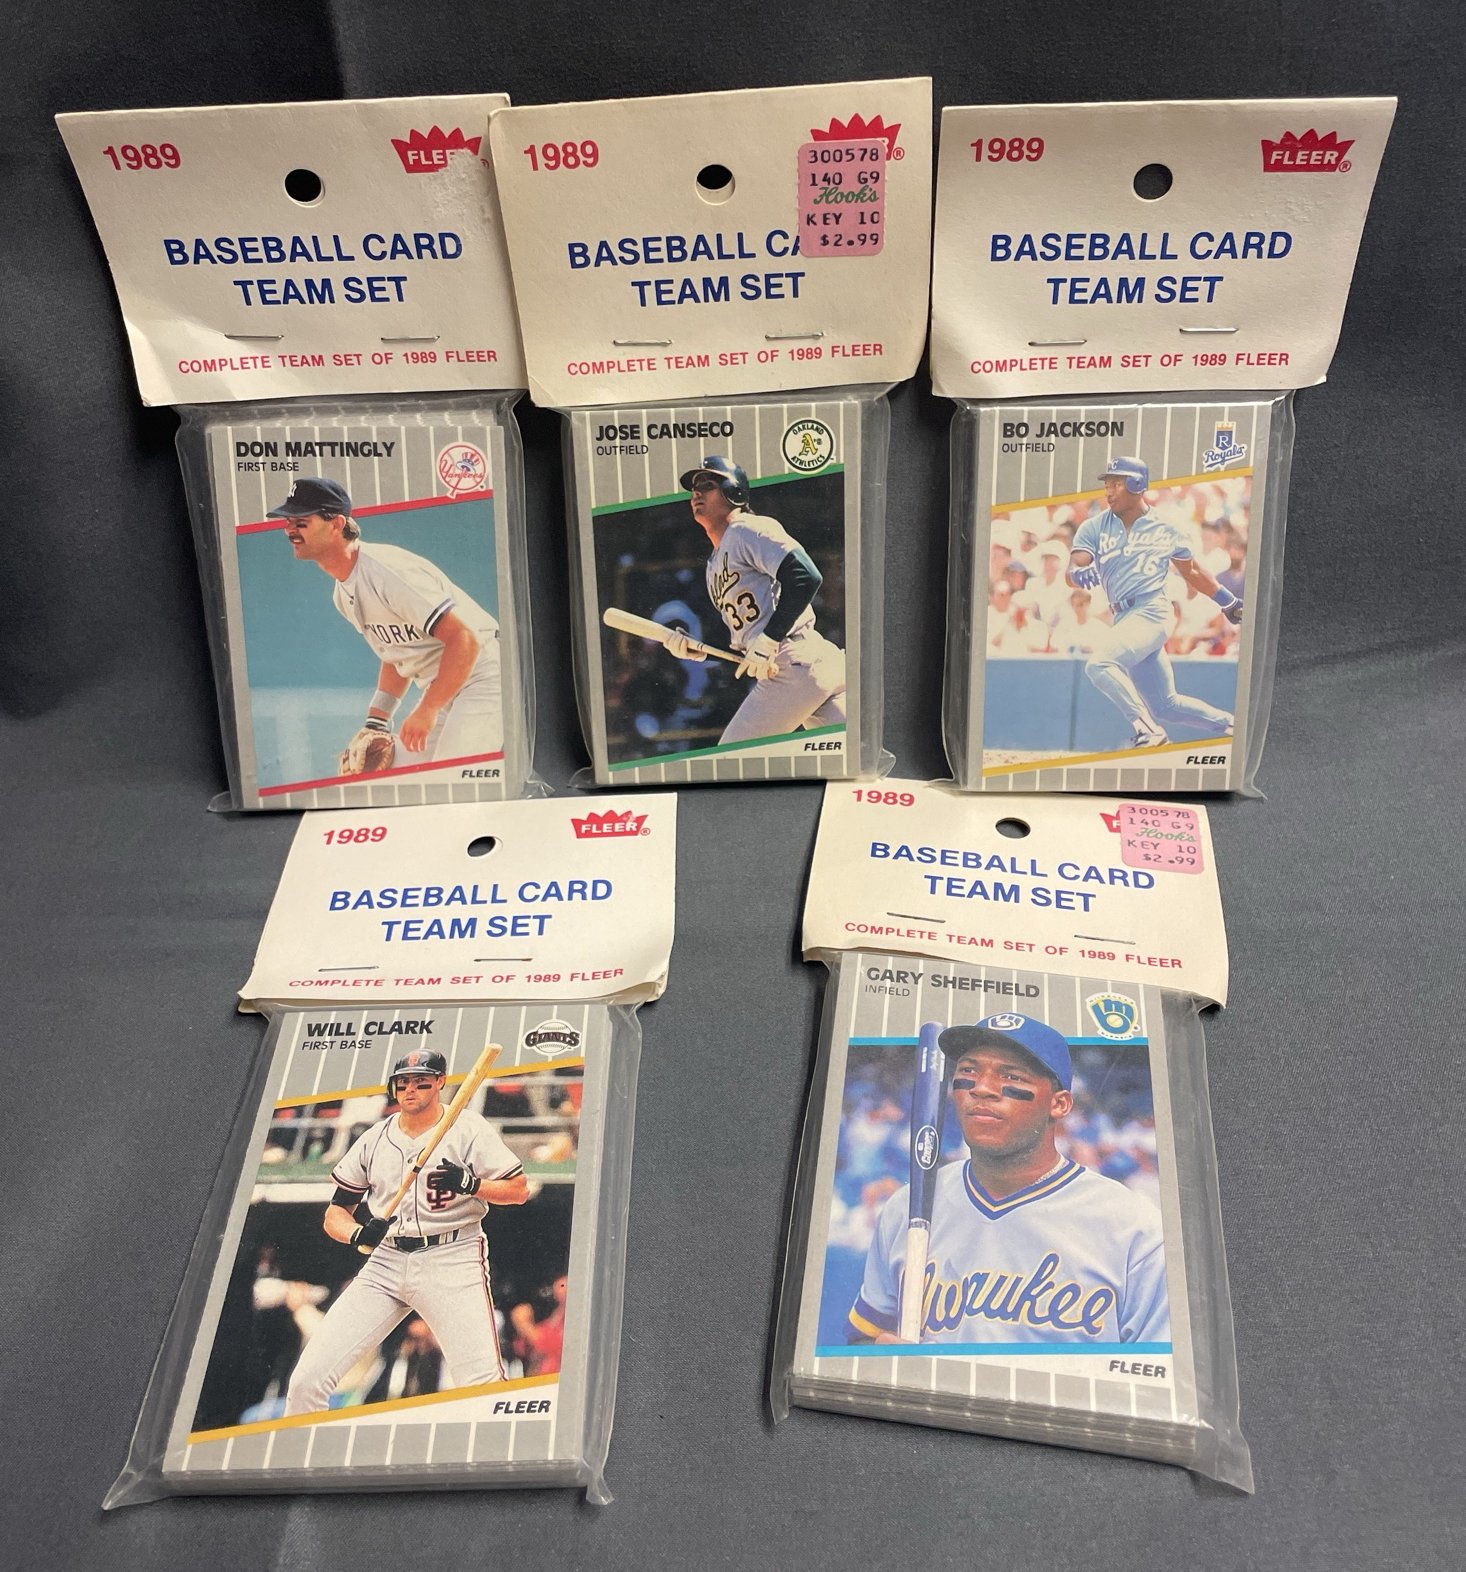 1989
FLEER®
BASEBALL CARD
TEAM SET
COMPLETE TEAM SET OF 1989 FLEER
DON MATTINGLY
FIRST BASE
Yankees
YORK
FLEER
1989
®
300578
140 G9
Hook's
KEY 10
$2.99
BASEBALL CA
TEAM SET
COMPLETE TEAM SET OF 1989 FLEER
JOSE CANSECO
OUTFIELD
OAKLAND
A's
ATHLETICS
33
FLEER
1989
FLEER®
BASEBALL CARD
TEAM SET
COMPLETE TEAM SET OF 1989 FLEER
BO JACKSON
OUTFIELD
R
Royals
KC
Royals
16
FLEER
1989
FLEER®
BASEBALL CARD
TEAM SET
COMPLETE TEAM SET OF 1989 FLEER
WILL CLARK
FIRST BASE
GIANTS
SF
FLEER
1989
F
300578
140 G9
Hook's
KEY 10
$2.99
BASEBALL CARD
TEAM SET
COMPLETE TEAM SET OF 1989 FLEER
GARY SHEFFIELD
INFIELD
Cooper
lwaukee
FLEER